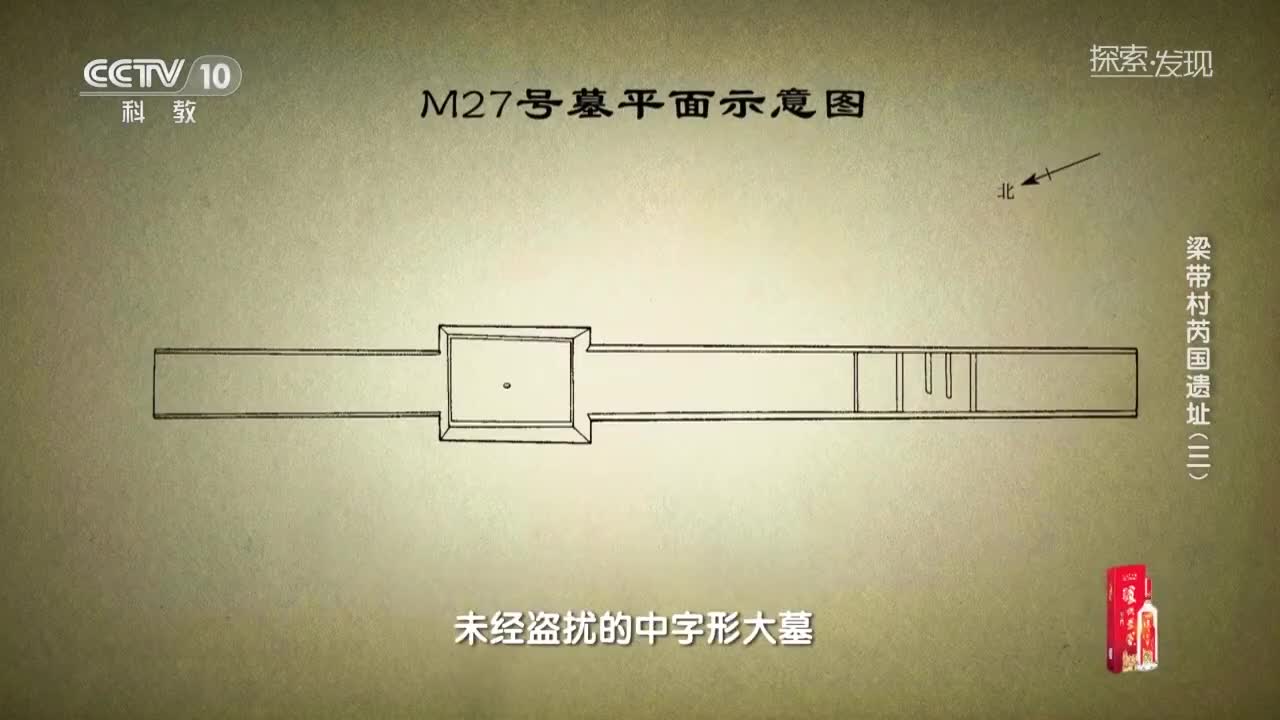 CCTV 10
科教
探索·发现
M27号墓平面示意图
北
梁带村芮国遗址(三)
未经盗扰的中字形大墓